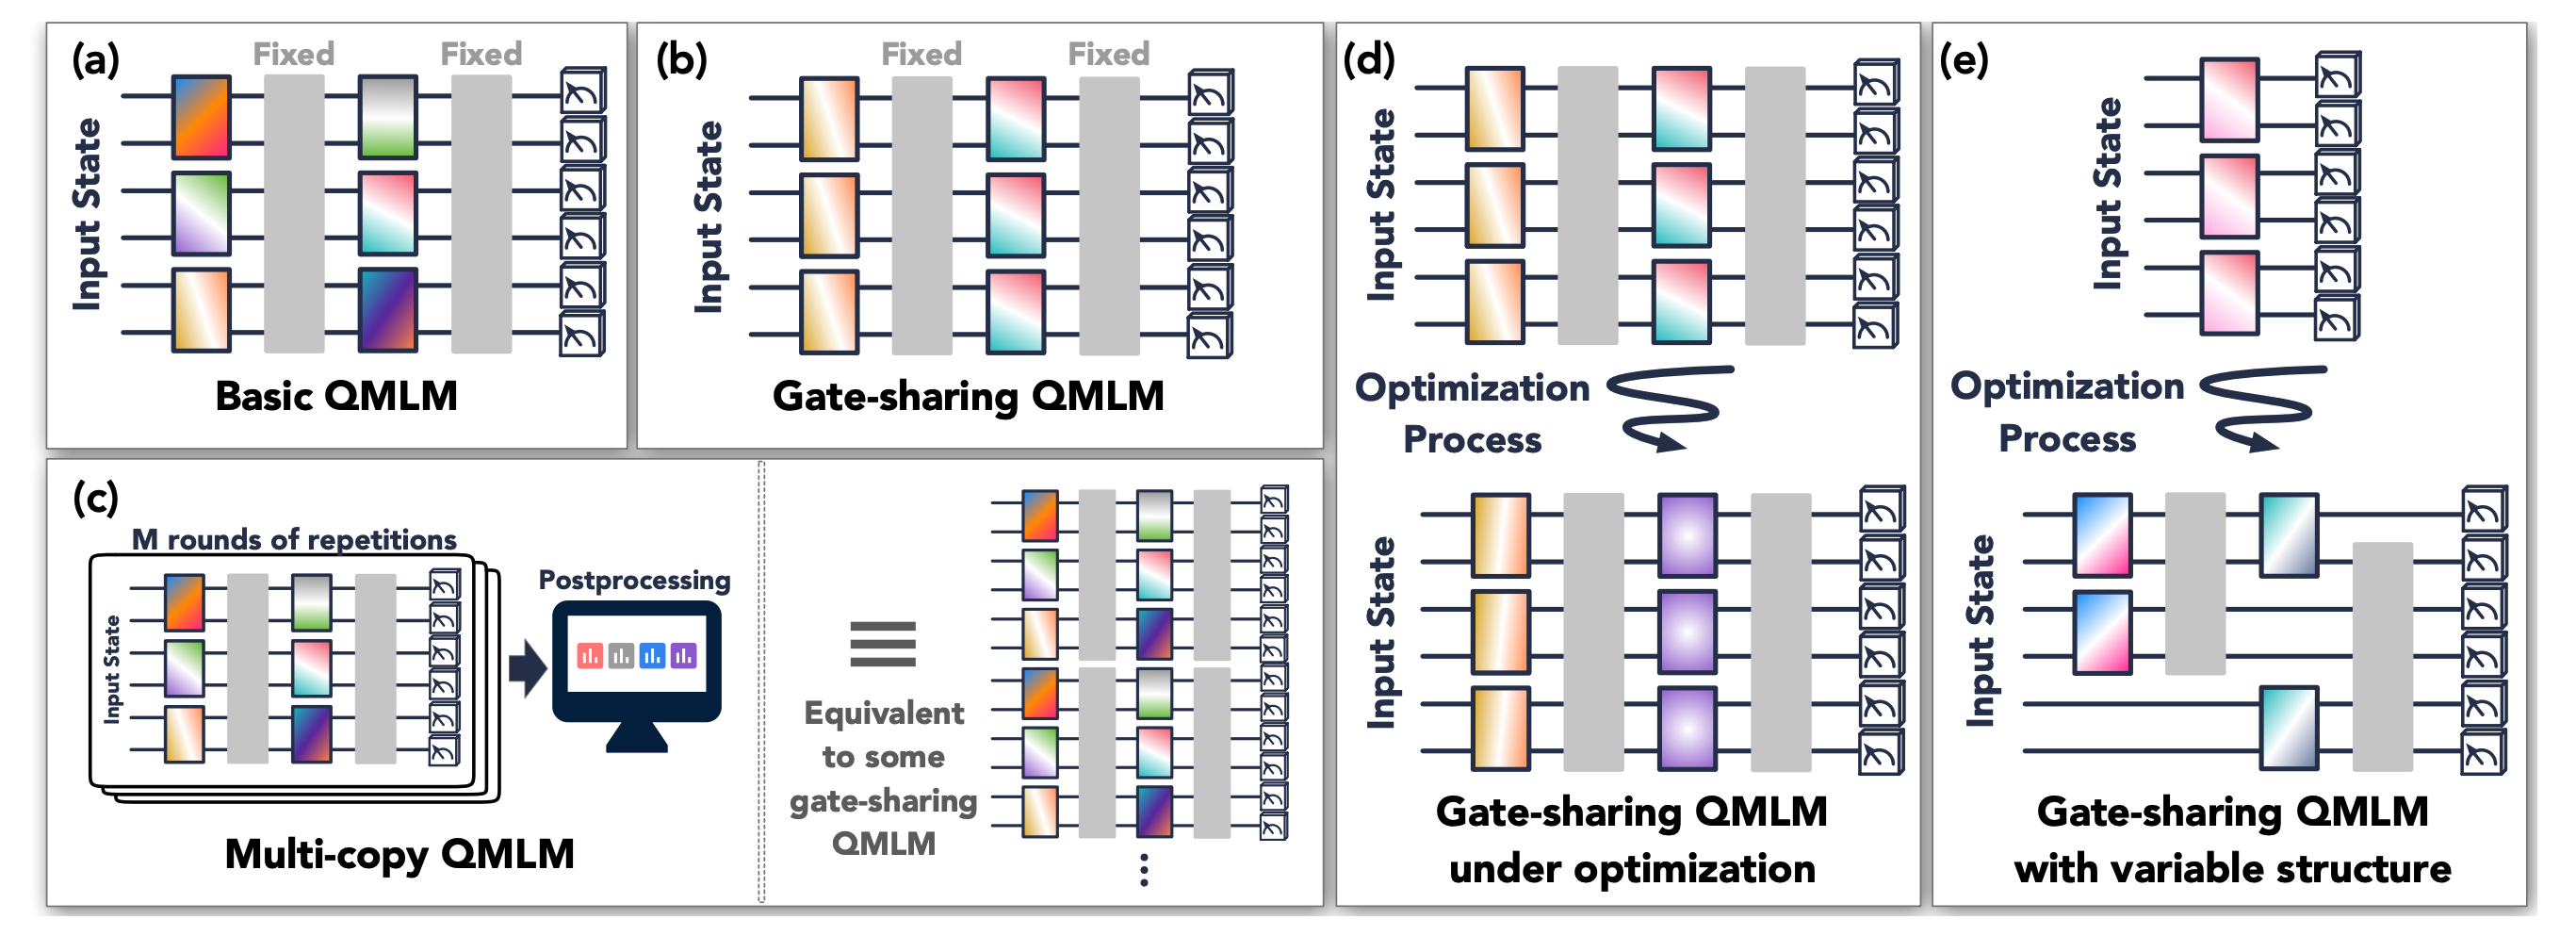 (a)
Fixed
Fixed
Input State
Basic QMLM
(b)
Fixed
Fixed
Input State
Gate-sharing QMLM
(c)
M rounds of repetitions
Input State
Postprocessing
Multi-copy QMLM
Equivalent
to some
gate-sharing
QMLM
(d)
Input State
Optimization
Process
Input State
Gate-sharing QMLM
under optimization
(e)
Input State
Optimization
Process
Input State
Gate-sharing QMLM
with variable structure